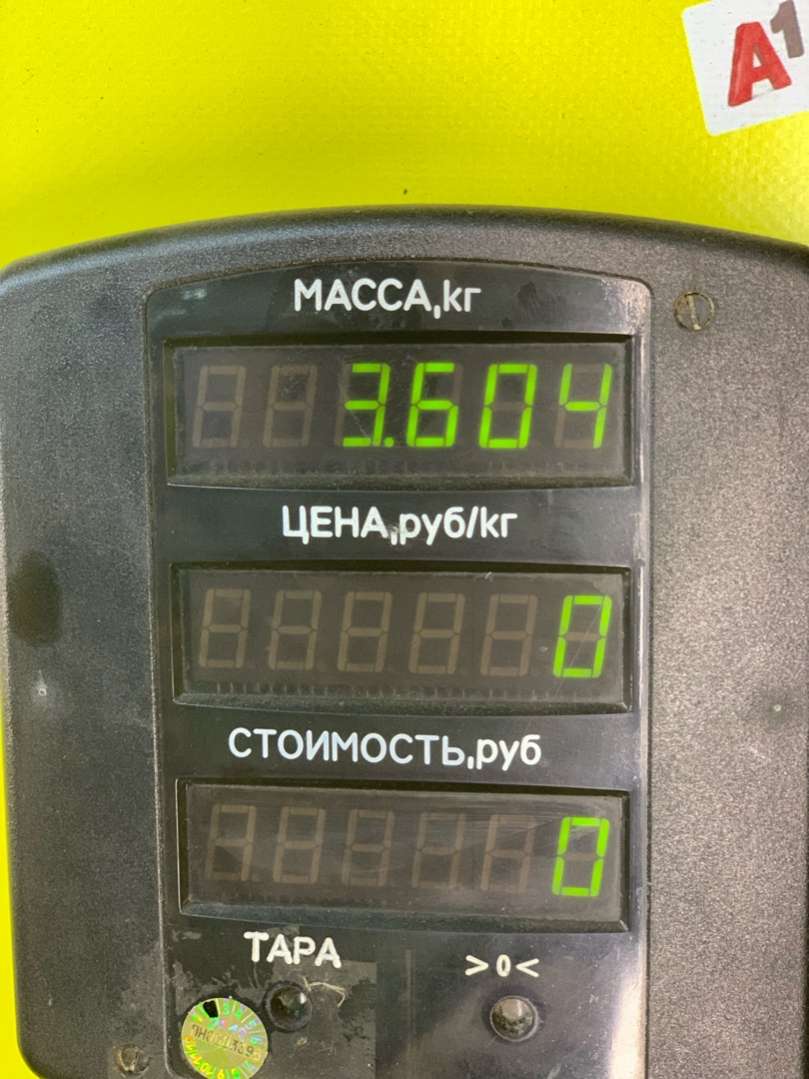 A1
МАССА,кг
3.604
ЦЕНА,руб/кг
0
СТОИМОСТЬ,руб
0
ТАРА >0<